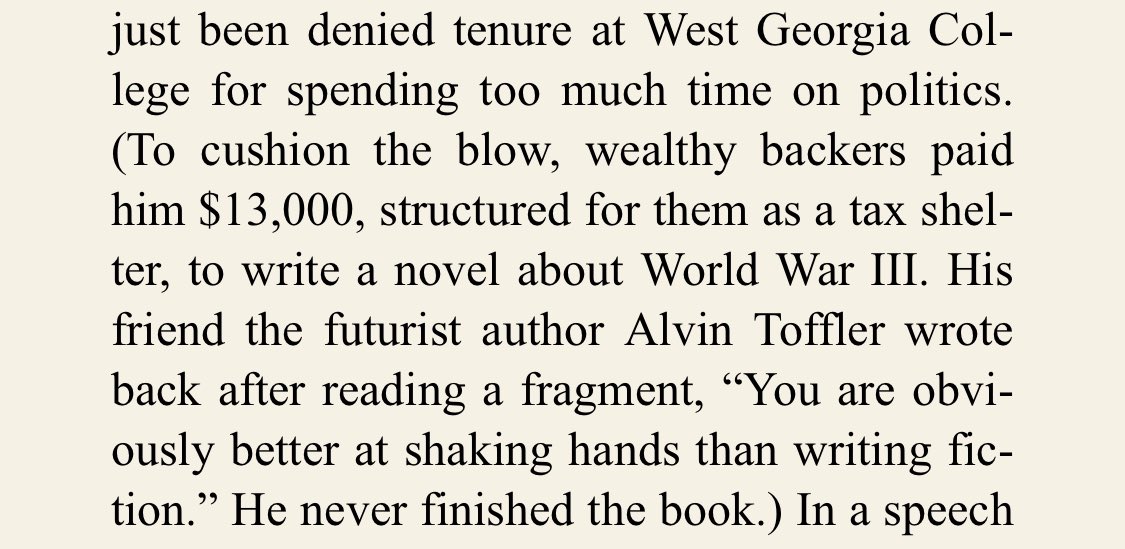 just been denied tenure at West Georgia Col-
lege for spending too much time on politics.
(To cushion the blow, wealthy backers paid
him $13,000, structured for them as a tax shel-
ter, to write a novel about World War III. His
friend the futurist author Alvin Toffler wrote
back after reading a fragment, “You are obvi-
ously better at shaking hands than writing fic-
tion.” He never finished the book.) In a speech